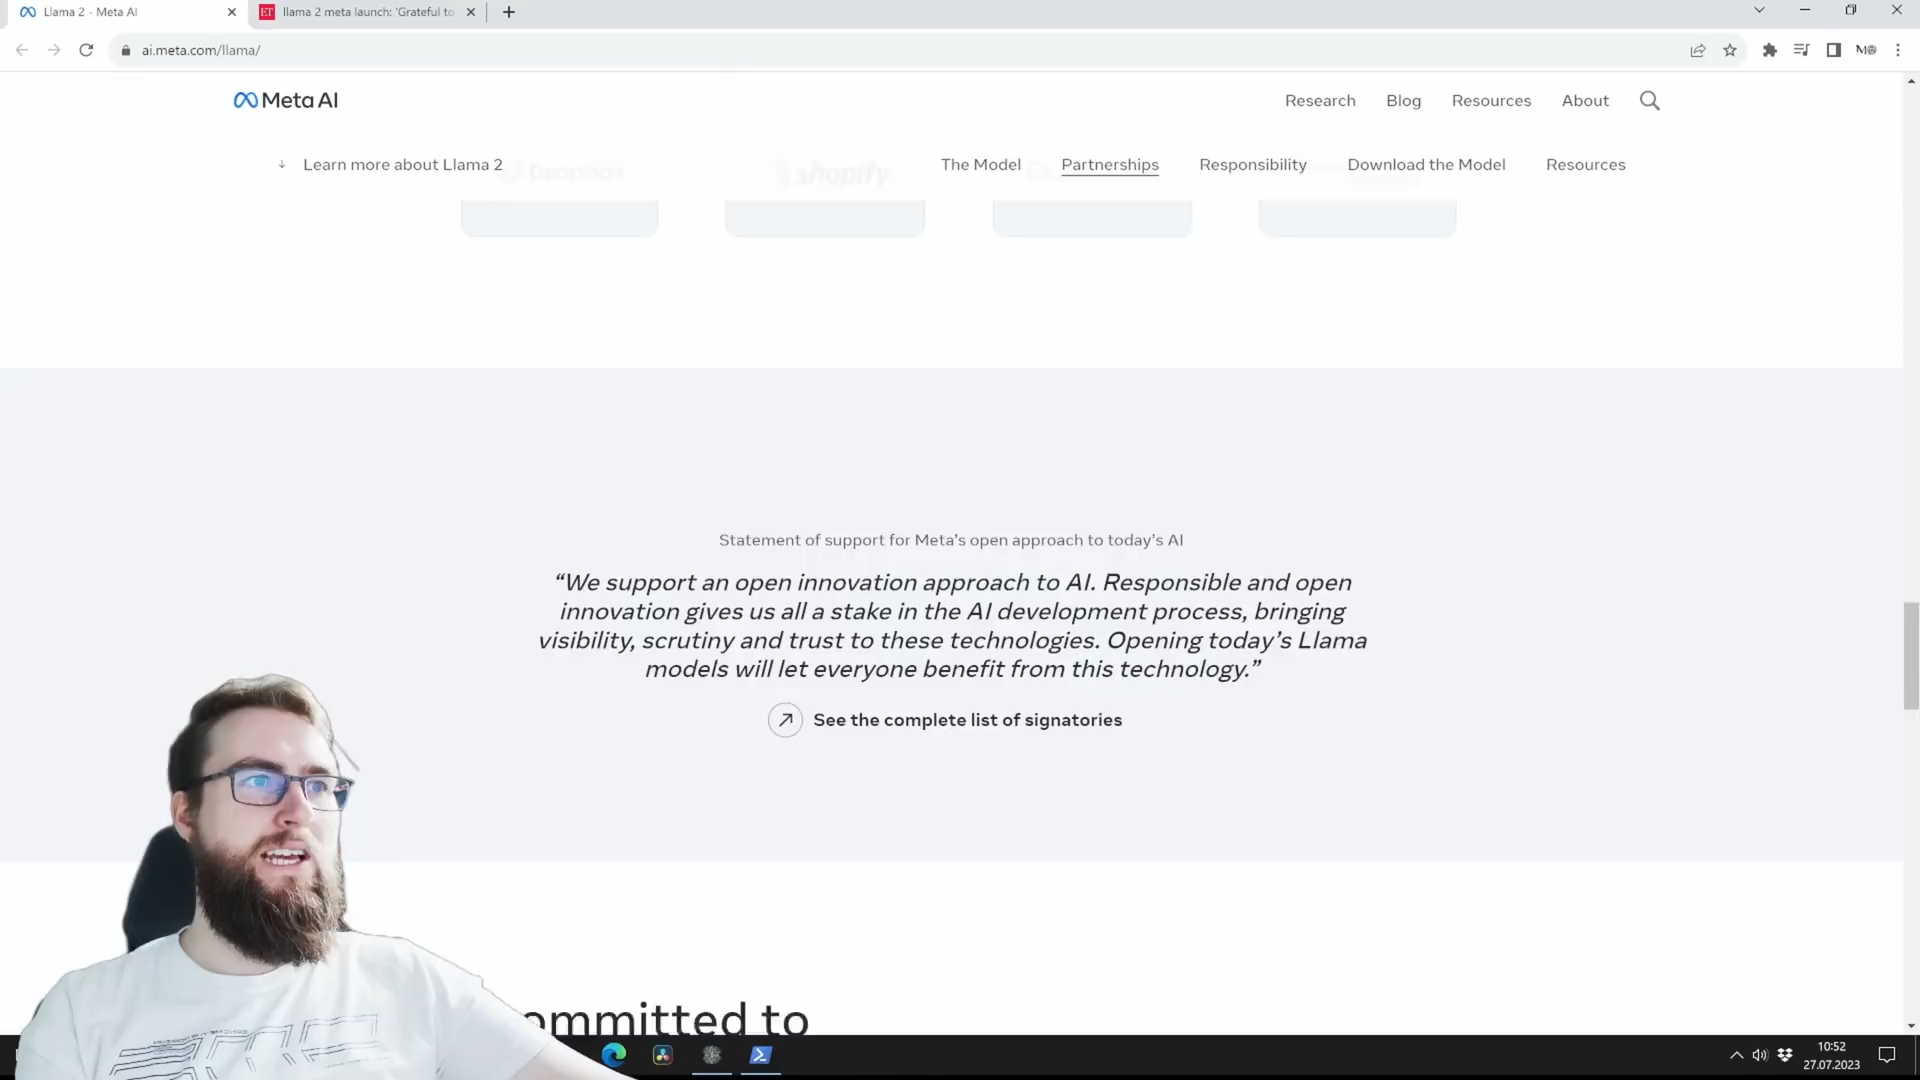 Llama 2 - Meta AI
ET llama 2 meta launch: 'Grateful to
ai.meta.com/llama/
Meta AI
Research Blog Resources About
Learn more about Llama 2
The Model Partnerships Responsibility Download the Model Resources
Dropbox shopify
Statement of support for Meta's open approach to today's AI
“We support an open innovation approach to AI. Responsible and open
innovation gives us all a stake in the AI development process, bringing
visibility, scrutiny and trust to these technologies. Opening today's Llama
models will let everyone benefit from this technology.”
See the complete list of signatories
ommitted to
10:52
27.07.2023